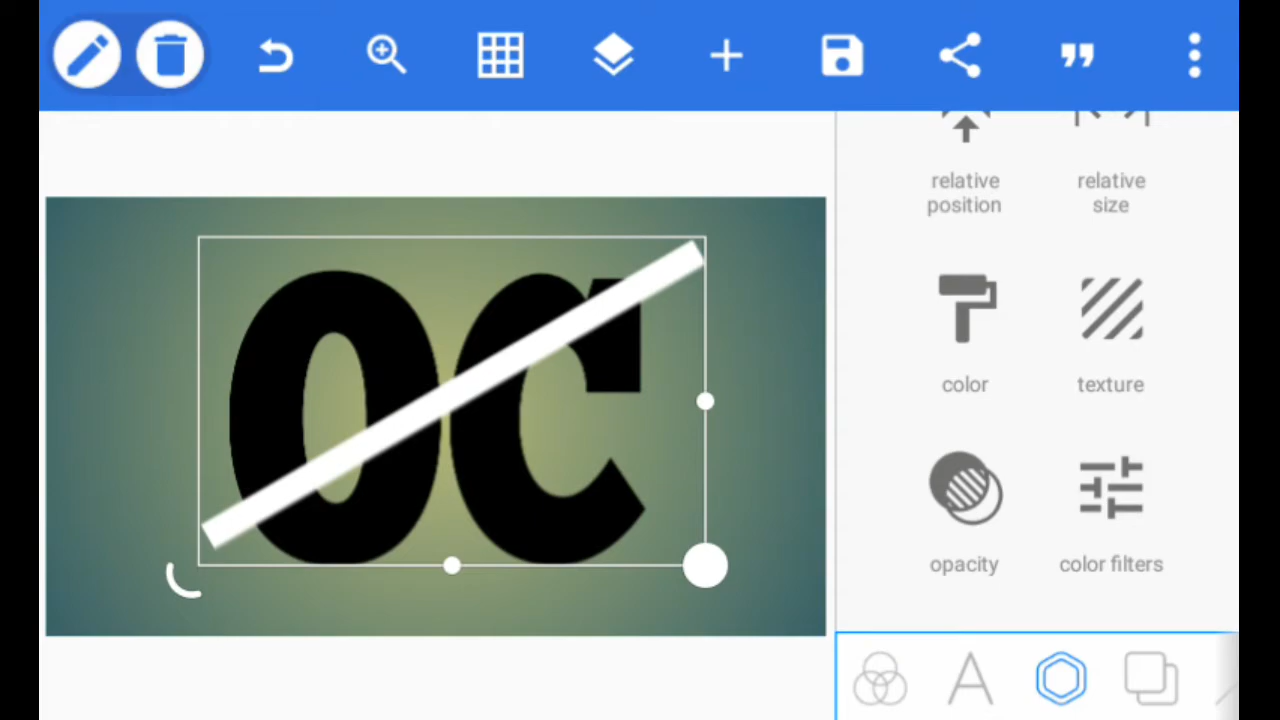 relative relative
position size
OC
color texture
opacity color filters